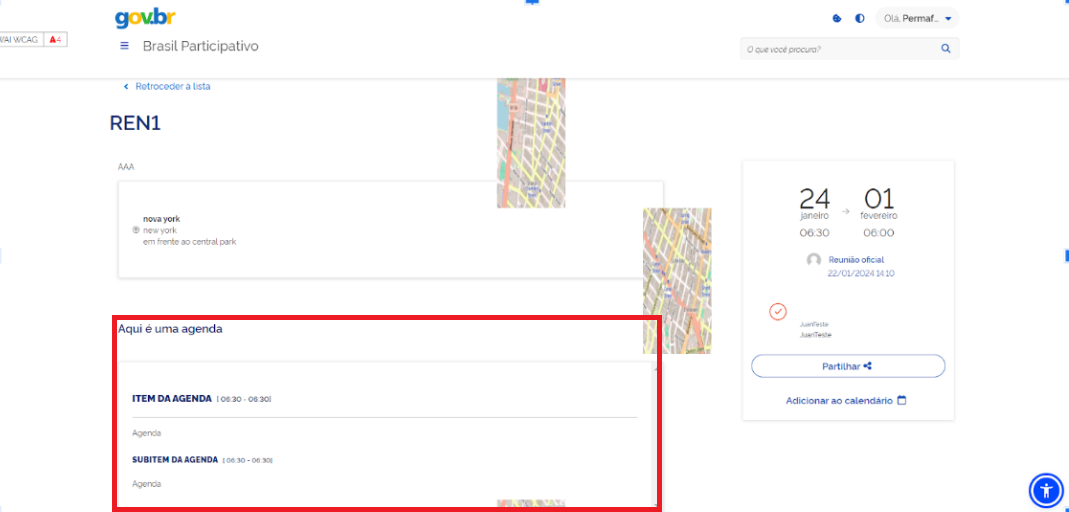 gov.br
WAI WCAG A4
Olá, Permaf...
Brasil Participativo
O que você procura?
Retroceder à lista
REN1
AAA
nova york
new york
em frente ao central park
24
janeiro
06:30
01
fevereiro
06:00
Reunião oficial
22/01/2024 14:10
JuanTeste
JuanTeste
Partilhar
Adicionar ao calendário
Aqui é uma agenda
ITEM DA AGENDA [ 06:30 - 06:30]
Agenda
SUBITEM DA AGENDA [ 06:30 - 06:30]
Agenda